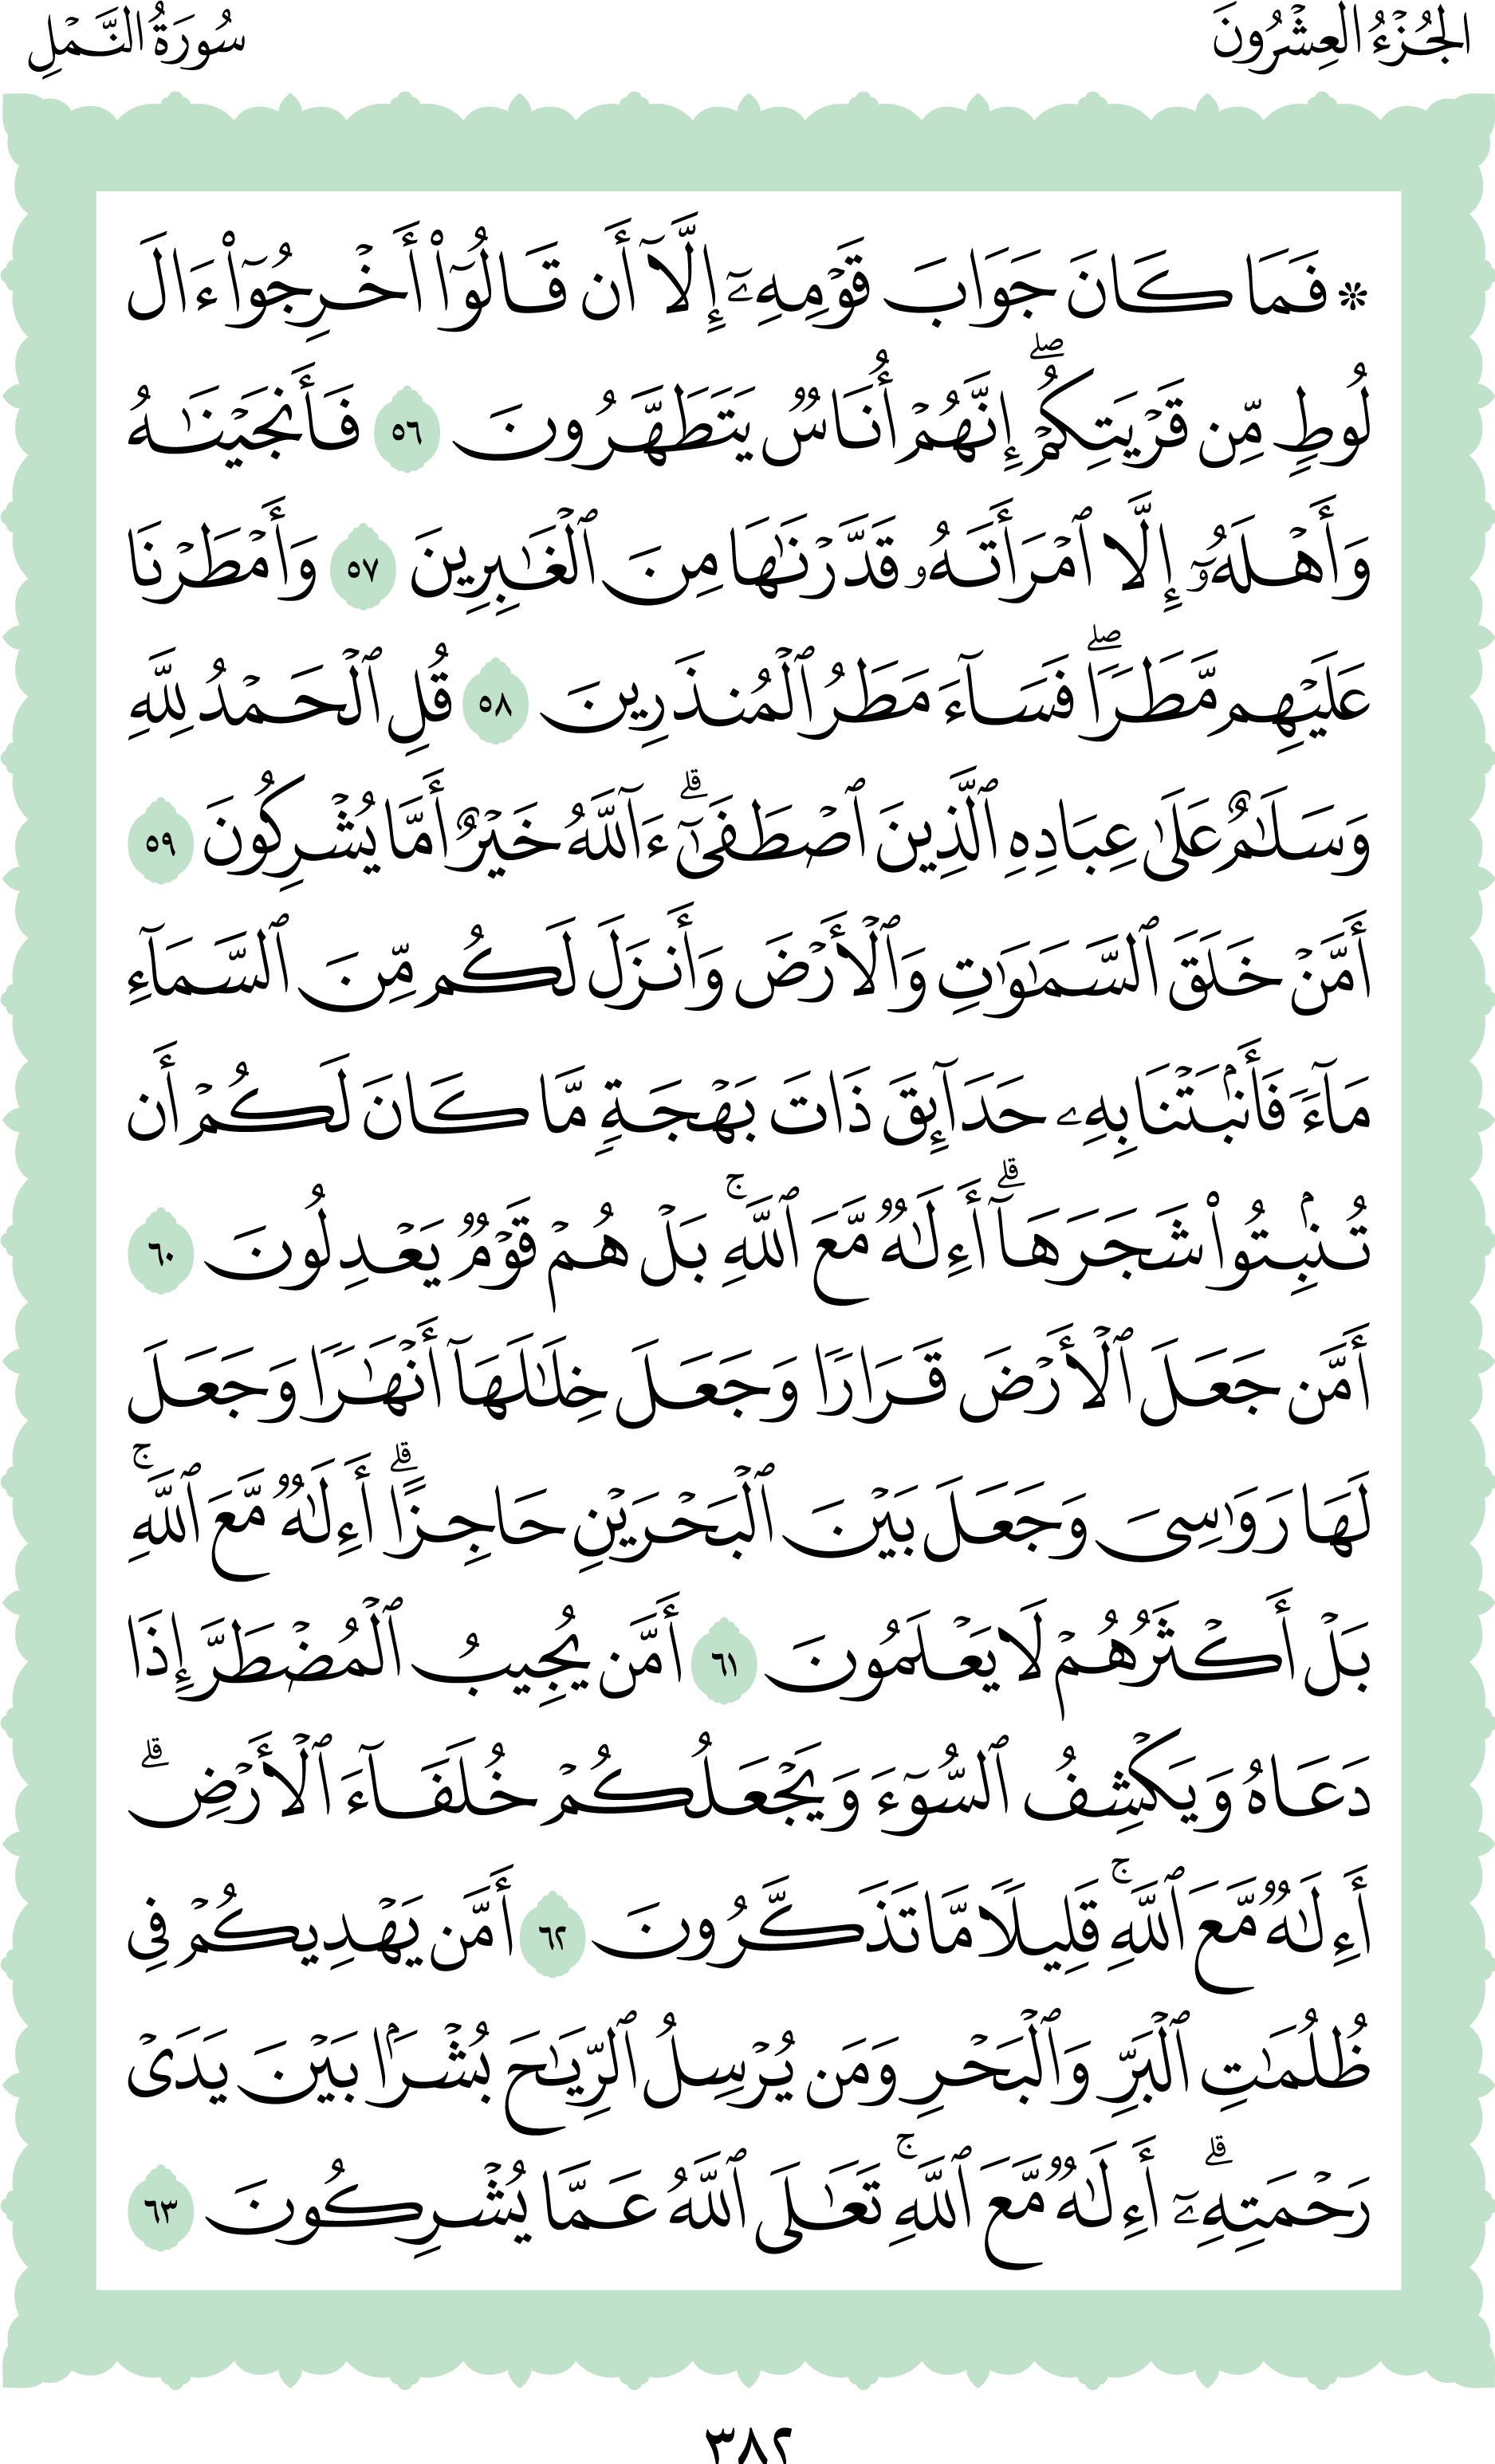 الجُزْءُ العِشْرُونَ
سُورَةُ النَّمْلِ
* فَمَا كَانَ جَوَابَ قَوْمِهِۦٓ إِلَّآ أَن قَالُوٓا۟ أَخْرِجُوٓا۟ ءَالَ
لُوطٍ مِّن قَرْيَتِكُمْ ۖ إِنَّهُمْ أُنَاسٌ يَتَطَهَّرُونَ ٥٦ فَأَنجَيْنَـٰهُ
وَأَهْلَهُۥٓ إِلَّا ٱمْرَأَتَهُۥ قَدَّرْنَـٰهَا مِنَ ٱلْغَـٰبِرِينَ ٥٧ وَأَمْطَرْنَا
عَلَيْهِم مَّطَرًا ۖ فَسَآءَ مَطَرُ ٱلْمُنذَرِينَ ٥٨ قُلِ ٱلْحَمْدُ لِلَّهِ
وَسَلَـٰمٌ عَلَىٰ عِبَادِهِ ٱلَّذِينَ ٱصْطَفَىٰٓ ۗ ءَآللَّهُ خَيْرٌ أَمَّا يُشْرِكُونَ ٥٩
أَمَّنْ خَلَقَ ٱلسَّمَـٰوَٰتِ وَٱلْأَرْضَ وَأَنزَلَ لَكُم مِّنَ ٱلسَّمَآءِ
مَآءً فَأَنۢبَتْنَا بِهِۦ حَدَآئِقَ ذَاتَ بَهْجَةٍ مَّا كَانَ لَكُمْ أَن
تُنۢبِتُوا۟ شَجَرَهَآ ۗ أَءِلَـٰهٌ مَّعَ ٱللَّهِ ۚ بَلْ هُمْ قَوْمٌ يَعْدِلُونَ ٦٠
أَمَّن جَعَلَ ٱلْأَرْضَ قَرَارًا وَجَعَلَ خِلَـٰلَهَآ أَنْهَـٰرًا وَجَعَلَ
لَهَا رَوَٰسِىَ وَجَعَلَ بَيْنَ ٱلْبَحْرَيْنِ حَاجِزًا ۗ أَءِلَـٰهٌ مَّعَ ٱللَّهِ ۚ
بَلْ أَكْثَرُهُمْ لَا يَعْلَمُونَ ٦١ أَمَّن يُجِيبُ ٱلْمُضْطَرَّ إِذَا
دَعَاهُ وَيَكْشِفُ ٱلسُّوٓءَ وَيَجْعَلُكُمْ خُلَفَآءَ ٱلْأَرْضِ ۗ
أَءِلَـٰهٌ مَّعَ ٱللَّهِ ۚ قَلِيلًا مَّا تَذَكَّرُونَ ٦٢ أَمَّن يَهْدِيكُمْ فِى
ظُلُمَـٰتِ ٱلْبَرِّ وَٱلْبَحْرِ وَمَن يُرْسِلُ ٱلرِّيَـٰحَ بُشْرًۢا بَيْنَ يَدَىْ
رَحْمَتِهِۦٓ ۗ أَءِلَـٰهٌ مَّعَ ٱللَّهِ ۚ تَعَـٰلَى ٱللَّهُ عَمَّا يُشْرِكُونَ ٦٣
٣٨٢